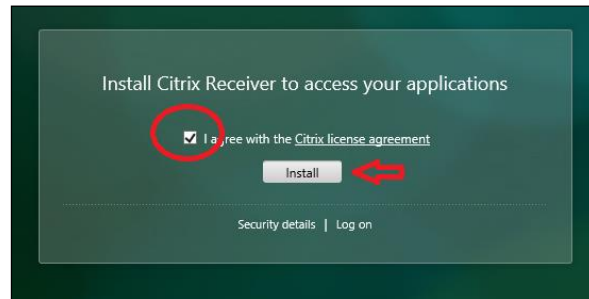 Install Citrix Receiver to access your applications
I agree with the Citrix license agreement
Install
Security details | Log on